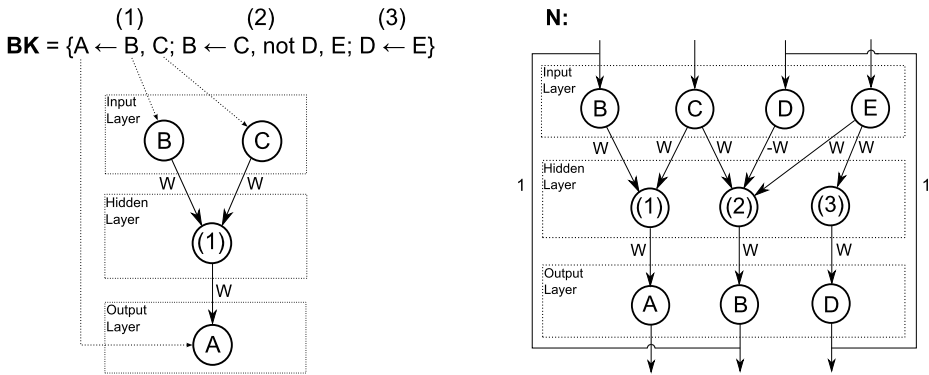 (1) (2) (3)
BK = {A ← B, C; B ← C, not D, E; D ← E}
Input
Layer
B C
W W
Hidden
Layer
(1)
W
Output
Layer
A
N:
Input
Layer
B C D E
W W W -W W W
1 1
Hidden
Layer
(1) (2) (3)
W W W
Output
Layer
A B D